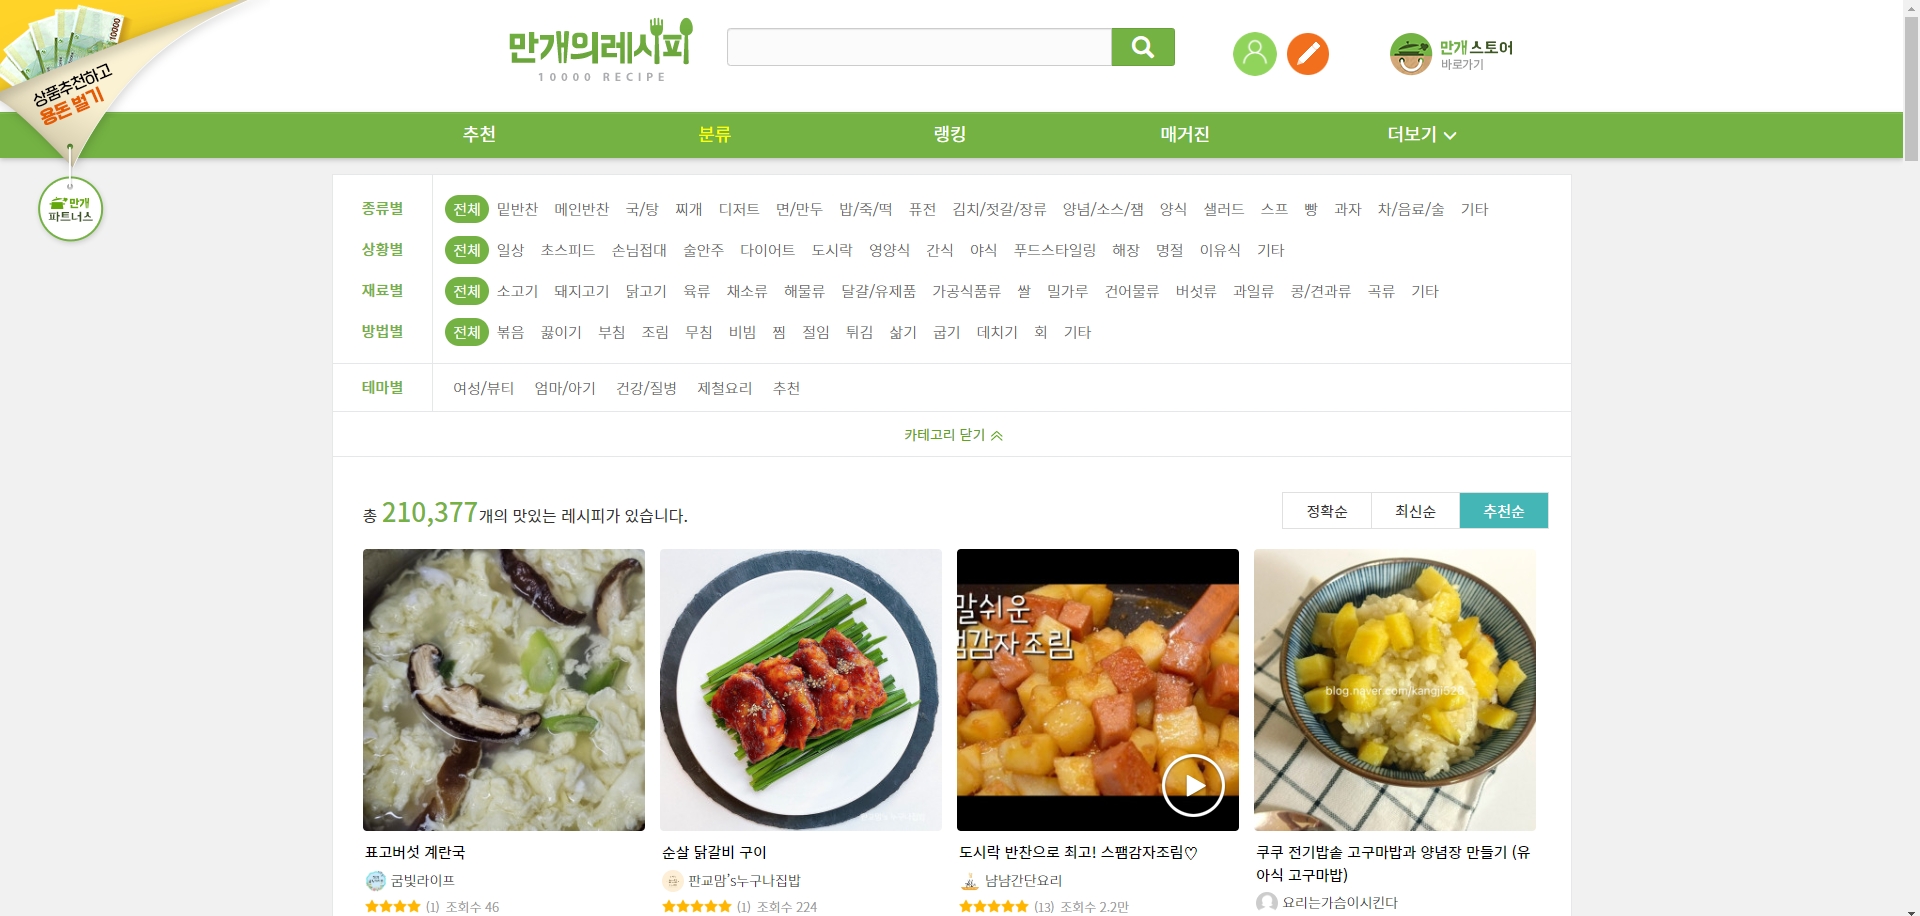 10000
상품추천하고
용돈 벌기
만개
파트너스
만개의레시피
10000 RECIPE
만개스토어
바로가기
추천 분류 랭킹 매거진 더보기
종류별 전체 밑반찬 메인반찬 국/탕 찌개 디저트 면/만두 밥/죽/떡 퓨전 김치/젓갈/장류 양념/소스/잼 양식 샐러드 스프 빵 과자 차/음료/술 기타
상황별 전체 일상 초스피드 손님접대 술안주 다이어트 도시락 영양식 간식 야식 푸드스타일링 해장 명절 이유식 기타
재료별 전체 소고기 돼지고기 닭고기 육류 채소류 해물류 달걀/유제품 가공식품류 쌀 밀가루 건어물류 버섯류 과일류 콩/견과류 곡류 기타
방법별 전체 볶음 끓이기 부침 조림 무침 비빔 찜 절임 튀김 삶기 굽기 데치기 회 기타
테마별 여성/뷰티 엄마/아기 건강/질병 제철요리 추천
카테고리 닫기
총 210,377개의 맛있는 레시피가 있습니다.
정확순 최신순 추천순
말쉬운
감자조림
blog.naver.com/kangji528
표고버섯 계란국
굼빛라이프
(1) 조회수 46
순살 닭갈비 구이
판교맘's누구나집밥
(1) 조회수 224
도시락 반찬으로 최고! 스팸감자조림♡
냠냠간단요리
(13) 조회수 2.2만
쿠쿠 전기밥솥 고구마밥과 양념장 만들기 (유
아식 고구마밥)
요리는가슴이시킨다